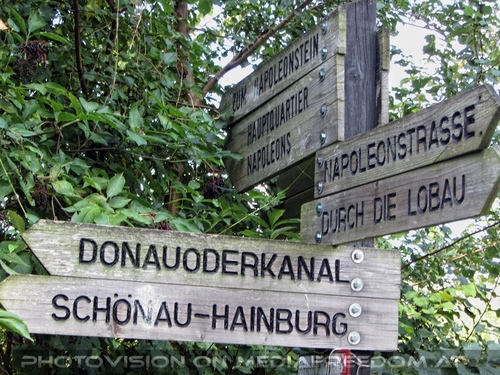 ZUM NAPOLEONSTEIN
HAUPTQUARTIER
NAPOLEONS
NAPOLEONSTRASSE
DURCH DIE LOBAU
DONAUODERKANAL
SCHÖNAU-HAINBURG
PHOTOVISION ON MEDIAFREEDOM.AT